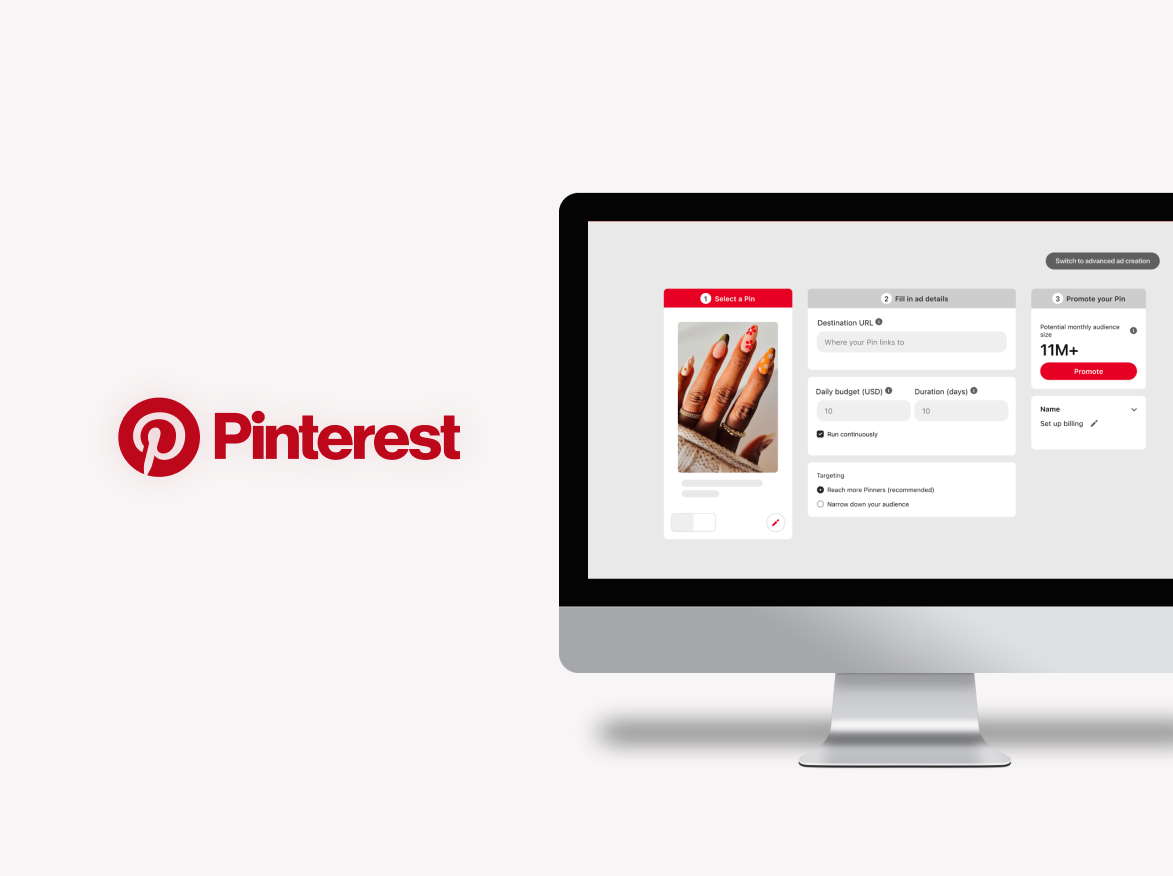 Pinterest
Switch to advanced ad creation
1 Select a Pin
2 Fill in ad details
Destination URL
Where your Pin links to
Daily budget (USD)
Duration (days)
10
10
Run continuously
Targeting
Reach more Pinners (recommended)
Narrow down your audience
3 Promote your Pin
Potential monthly audience
size
11M+
Promote
Name
Set up billing